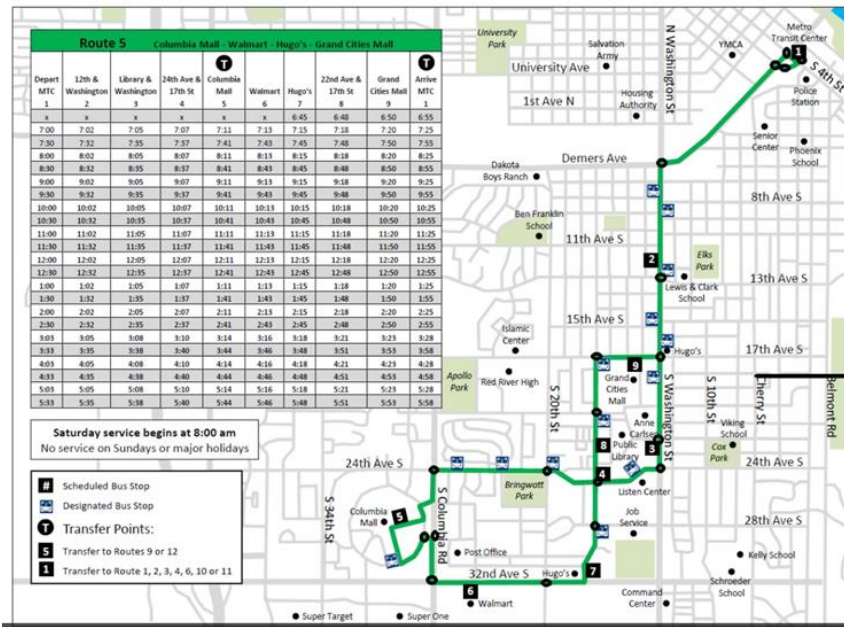 Route 5 Columbia Mall - Walmart - Hugo's - Grand Cities Mall
T T
Depart MTC 12th & Washington Library & Washington 24th Ave & 17th St Columbia Mall Walmart Hugo's 22nd Ave & 17th St Grand Cities Mall Arrive MTC
1 2 3 4 5 6 7 8 9 1
x x x x x x 6:45 6:48 6:50 6:55
7:00 7:02 7:05 7:07 7:11 7:13 7:15 7:18 7:20 7:25
7:30 7:32 7:35 7:37 7:41 7:43 7:45 7:48 7:50 7:55
8:00 8:02 8:05 8:07 8:11 8:13 8:15 8:18 8:20 8:25
8:30 8:32 8:35 8:37 8:41 8:43 8:45 8:48 8:50 8:55
9:00 9:02 9:05 9:07 9:11 9:13 9:15 9:18 9:20 9:25
9:30 9:32 9:35 9:37 9:41 9:43 9:45 9:48 9:50 9:55
10:00 10:02 10:05 10:07 10:11 10:13 10:15 10:18 10:20 10:25
10:30 10:32 10:35 10:37 10:41 10:43 10:45 10:48 10:50 10:55
11:00 11:02 11:05 11:07 11:11 11:13 11:15 11:18 11:20 11:25
11:30 11:32 11:35 11:37 11:41 11:43 11:45 11:48 11:50 11:55
12:00 12:02 12:05 12:07 12:11 12:13 12:15 12:18 12:20 12:25
12:30 12:32 12:35 12:37 12:41 12:43 12:45 12:48 12:50 12:55
1:00 1:02 1:05 1:07 1:11 1:13 1:15 1:18 1:20 1:25
1:30 1:32 1:35 1:37 1:41 1:43 1:45 1:48 1:50 1:55
2:00 2:02 2:05 2:07 2:11 2:13 2:15 2:18 2:20 2:25
2:30 2:32 2:35 2:37 2:41 2:43 2:45 2:48 2:50 2:55
3:03 3:05 3:08 3:10 3:14 3:16 3:18 3:21 3:23 3:28
3:33 3:35 3:38 3:40 3:44 3:46 3:48 3:51 3:53 3:58
4:03 4:05 4:08 4:10 4:14 4:16 4:18 4:21 4:23 4:28
4:33 4:35 4:38 4:40 4:44 4:46 4:48 4:51 4:53 4:58
5:03 5:05 5:08 5:10 5:14 5:16 5:18 5:21 5:23 5:28
5:33 5:35 5:38 5:40 5:44 5:46 5:48 5:51 5:53 5:58
Saturday service begins at 8:00 am
No service on Sundays or major holidays
# Scheduled Bus Stop
Designated Bus Stop
T Transfer Points:
5 Transfer to Routes 9 or 12
1 Transfer to Route 1, 2, 3, 4, 6, 10 or 11
University Park
Salvation Army
N Washington St
YMCA
Metro Transit Center
1
S 4th St
University Ave
Police Station
1st Ave N
Housing Authority
Senior Center
Phoenix School
Demers Ave
Dakota Boys Ranch
8th Ave S
Ben Franklin School
11th Ave S
2
Elks Park
13th Ave S
Lewis & Clark School
15th Ave S
Islamic Center
Hugo's
17th Ave S
9
Grand Cities Mall
Apollo Park
Red River High
S 20th St
S Washington St
S 10th St
Cherry St
Belmont Rd
Anne Carlsen
Viking School
8
Public Library
3
Cox Park
24th Ave S
24th Ave S
4
Bringwatt Park
Listen Center
S 34th St
S Columbia Rd
Columbia Mall
5
Job Service
28th Ave S
Post Office
Kelly School
32nd Ave S
Hugo's
7
Schroeder School
6
Walmart
Command Center
Super Target
Super One